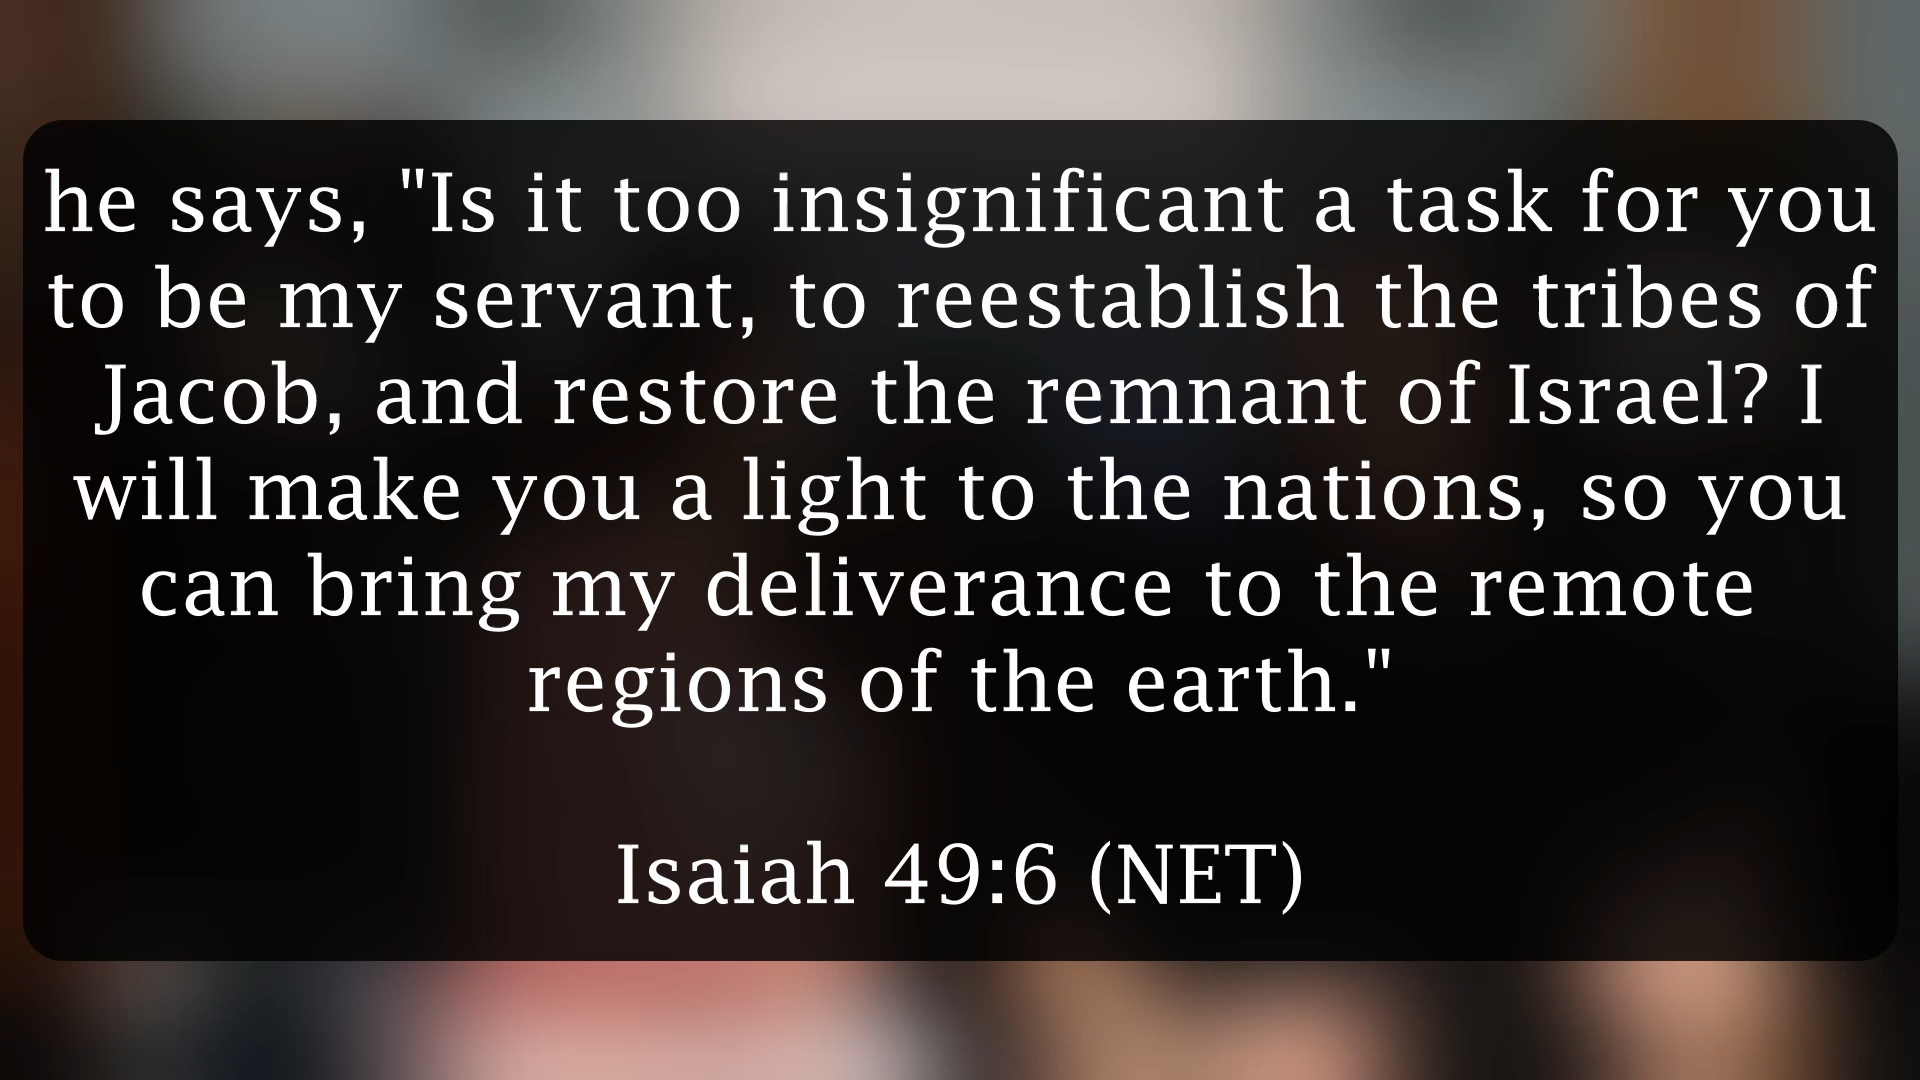 he says, "Is it too insignificant a task for you
to be my servant, to reestablish the tribes of
Jacob, and restore the remnant of Israel? I
will make you a light to the nations, so you
can bring my deliverance to the remote
regions of the earth."
Isaiah 49:6 (NET)